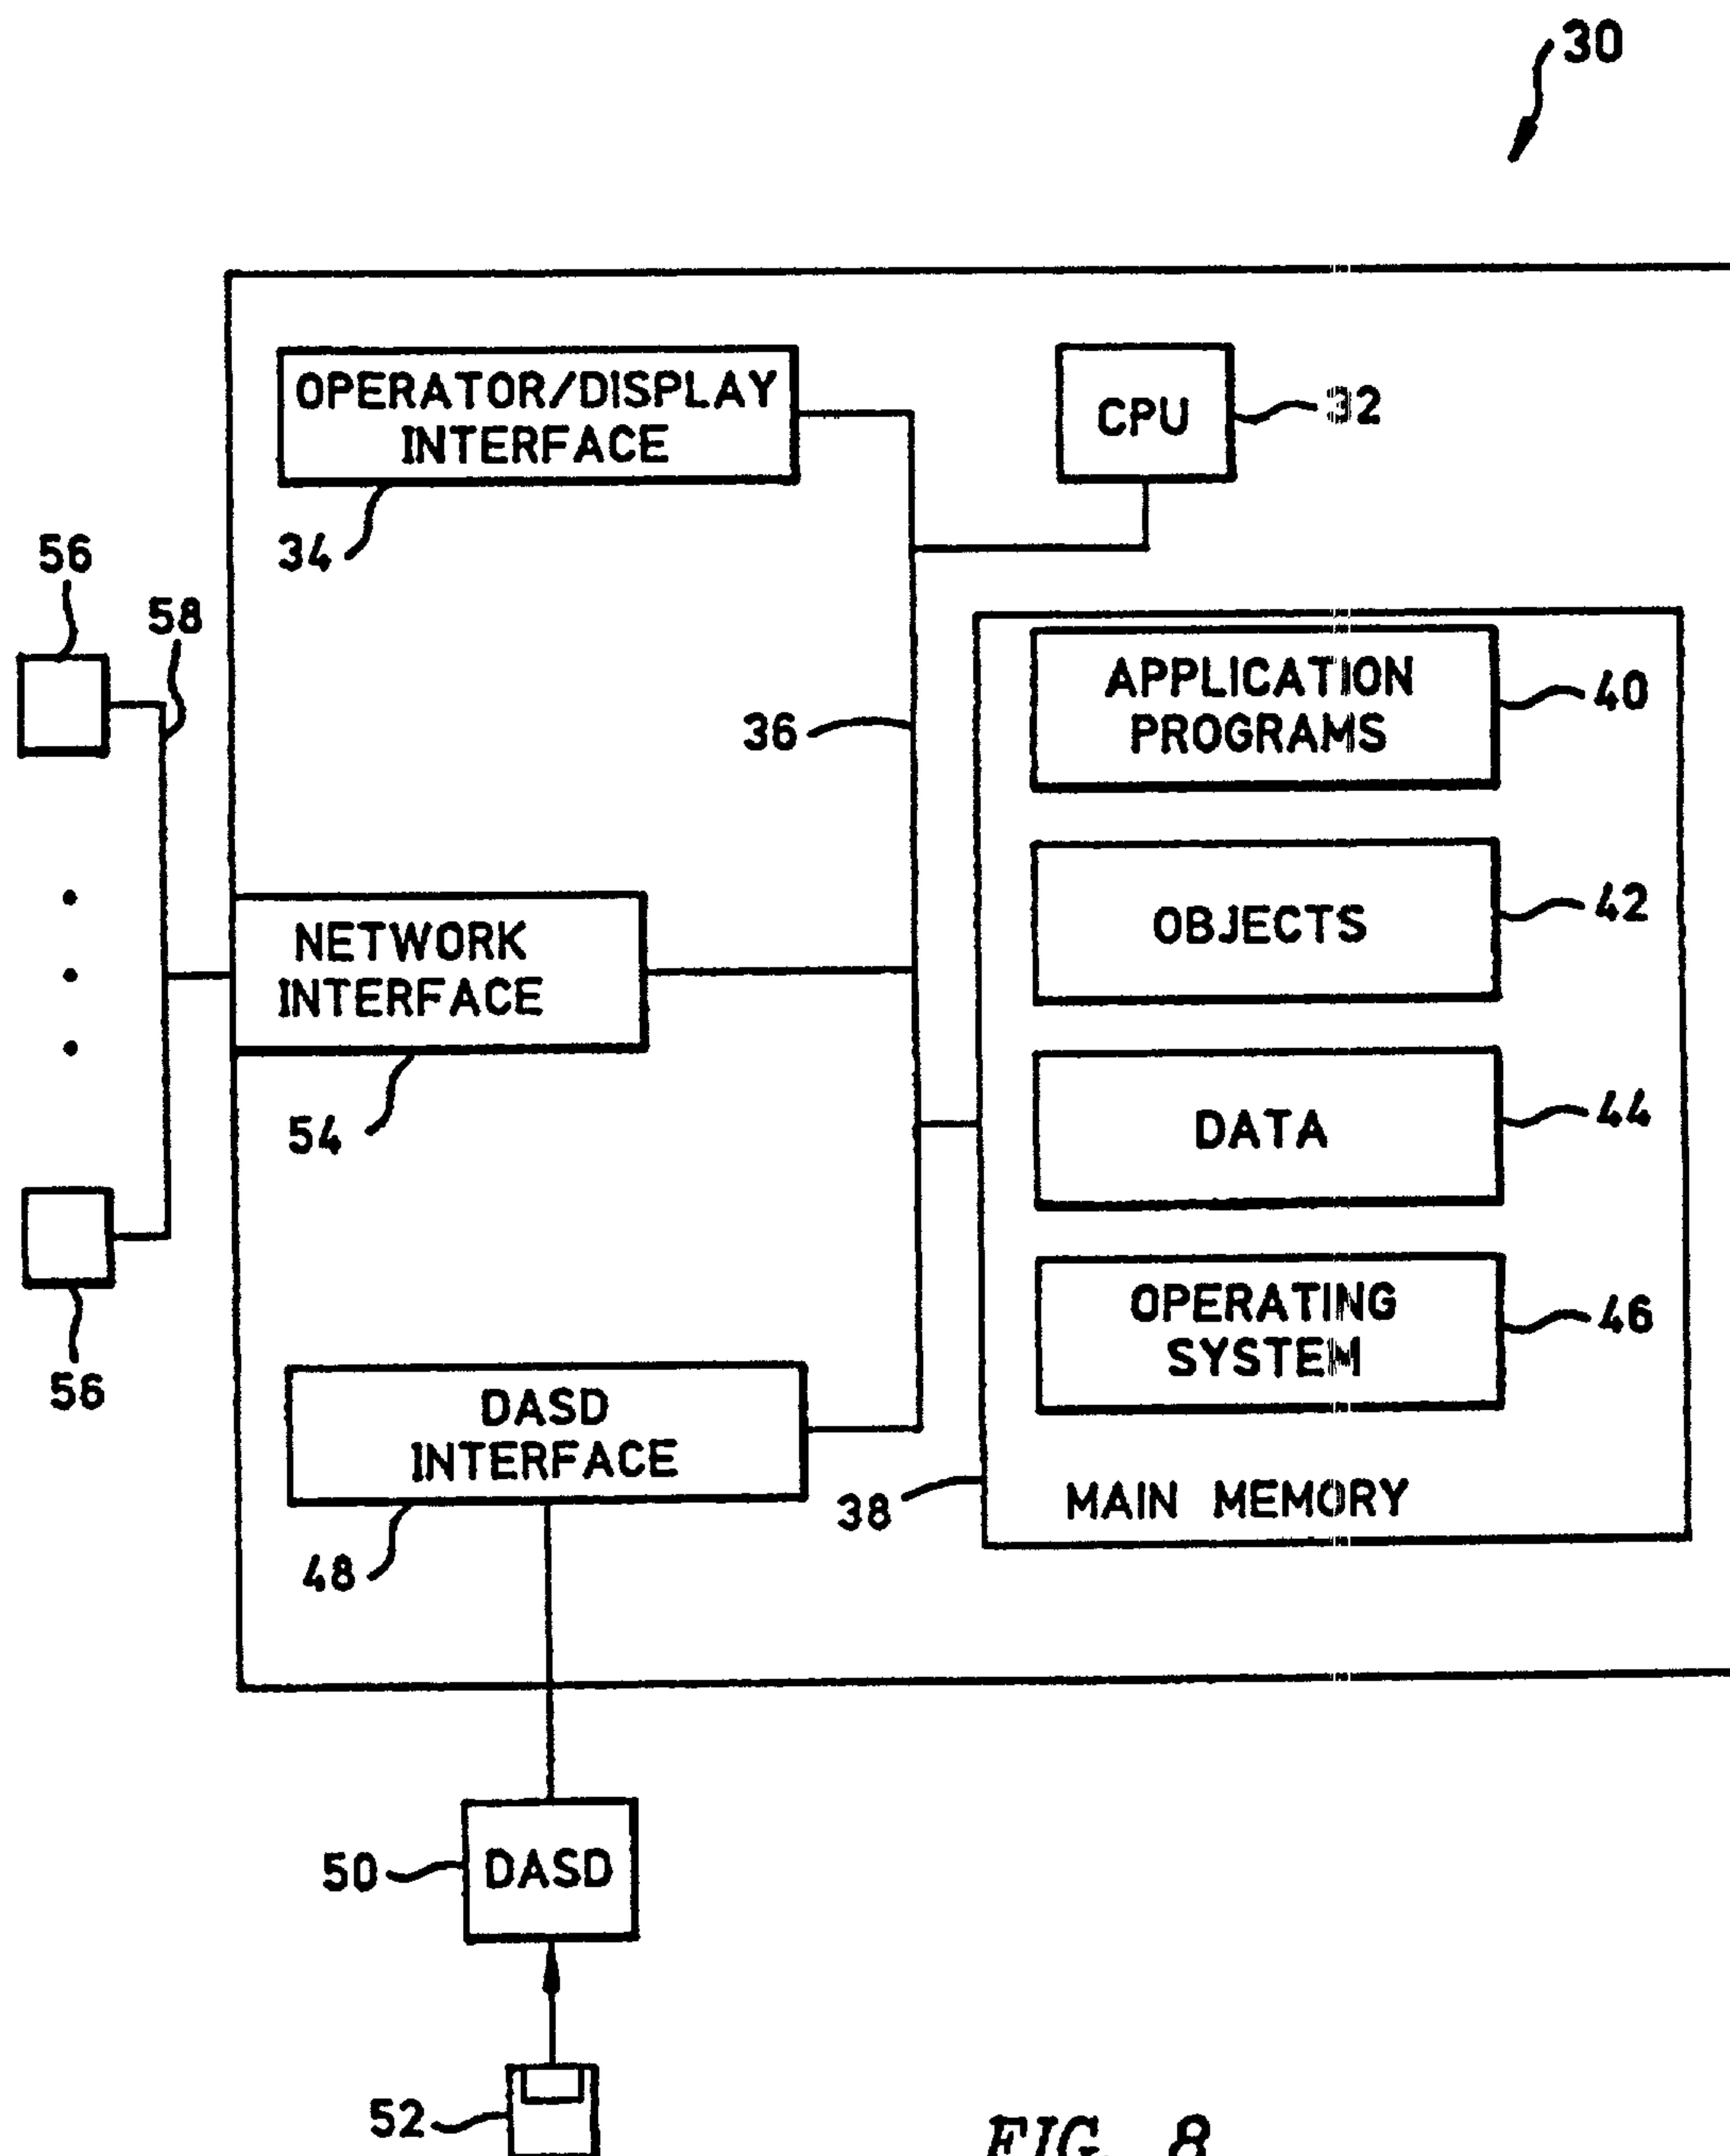 30
OPERATOR/DISPLAY
INTERFACE
CPU
32
34
56
58
APPLICATION
PROGRAMS
40
36
OBJECTS
42
NETWORK
INTERFACE
54
DATA
44
OPERATING
SYSTEM
46
56
DASD
INTERFACE
48
38
MAIN MEMORY
50
DASD
52
FIG. 8